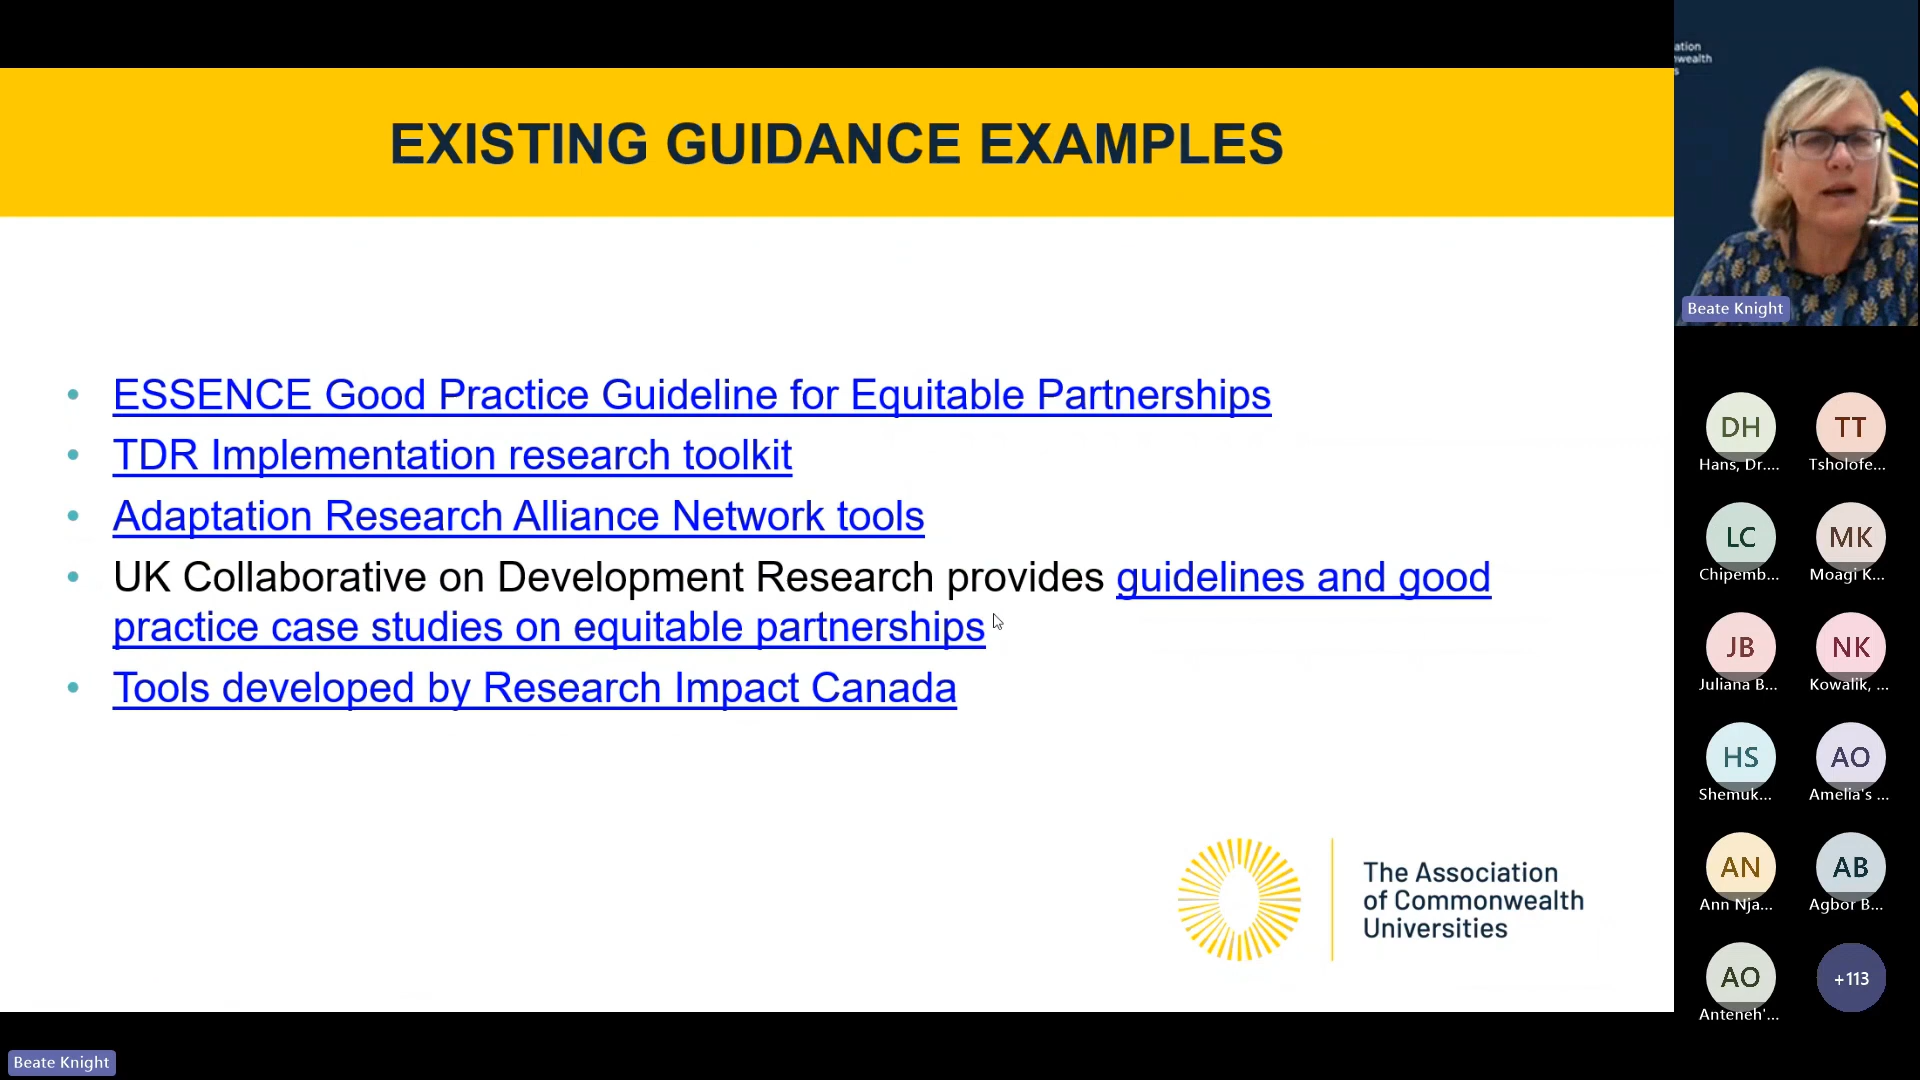 EXISTING GUIDANCE EXAMPLES
• ESSENCE Good Practice Guideline for Equitable Partnerships
• TDR Implementation research toolkit
• Adaptation Research Alliance Network tools
• UK Collaborative on Development Research provides guidelines and good
practice case studies on equitable partnerships
• Tools developed by Research Impact Canada
The Association
of Commonwealth
Universities
ation
wealth
s
Beate Knight
DH
TT
Hans, Dr....
Tsholofe...
LC
MK
Chipemb...
Moagi K...
JB
NK
Juliana B...
Kowalik, ...
HS
AO
Shemuk...
Amelia's ...
AN
AB
Ann Nja...
Agbor B...
AO
+113
Anteneh'...
Beate Knight